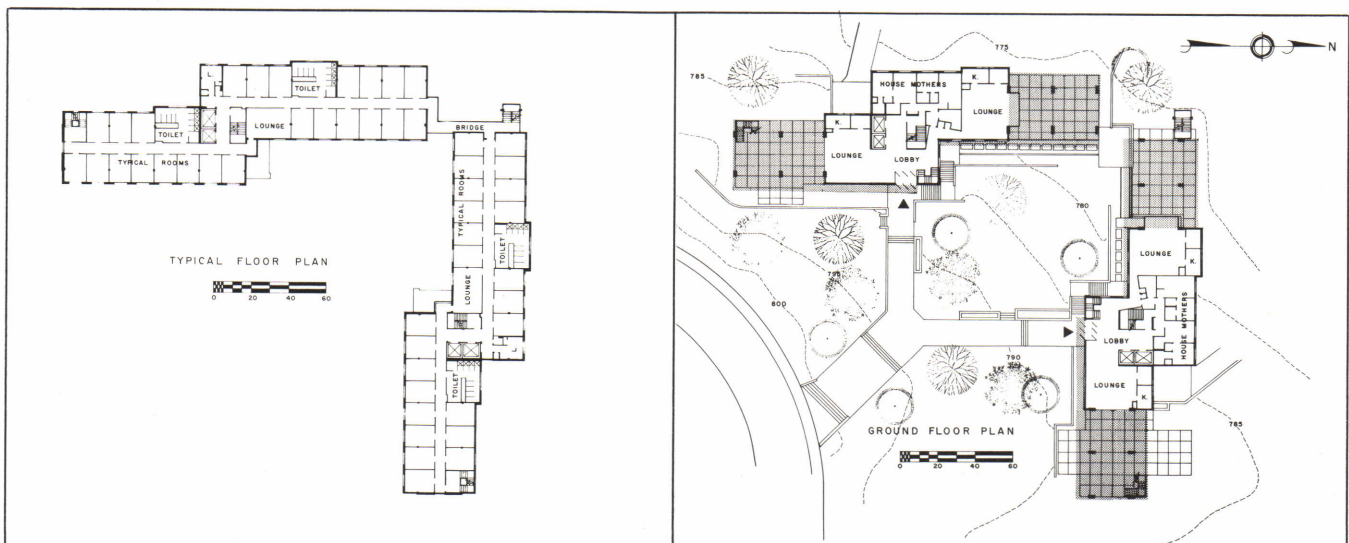 TOILET
L.
LOUNGE
BRIDGE
TOILET
TYPICAL ROOMS
TYPICAL ROOMS
TOILET
LOUNGE
L.
TOILET
TYPICAL FLOOR PLAN
0 20 40 60
N
775
785
HOUSE MOTHERS
K.
LOUNGE
K.
LOUNGE
LOBBY
780
795
800
LOUNGE
K.
HOUSE MOTHERS
LOBBY
790
LOUNGE
K.
785
GROUND FLOOR PLAN
0 20 40 60